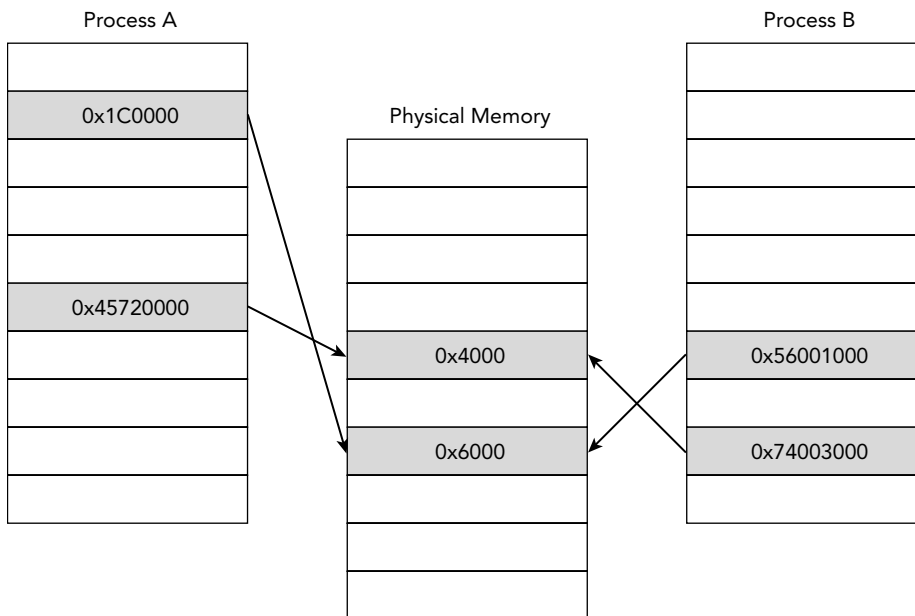 Process A
Process B
0x1C0000
Physical Memory
0x45720000
0x4000
0x56001000
0x6000
0x74003000